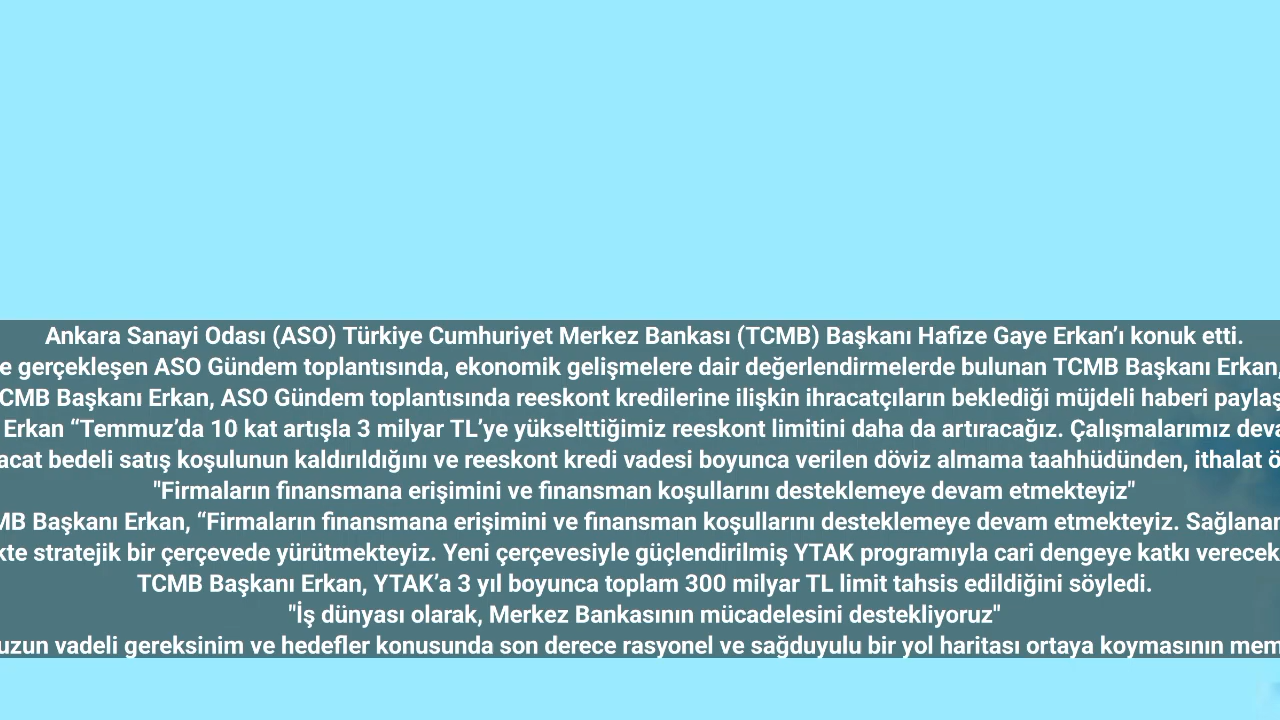 Ankara Sanayi Odası (ASO) Türkiye Cumhuriyet Merkez Bankası (TCMB) Başkanı Hafize Gaye Erkan’ı konuk etti.
gerçekleşen ASO Gündem toplantısında, ekonomik gelişmelere dair değerlendirmelerde bulunan TCMB Başkanı Erkan,
Başkanı Erkan, ASO Gündem toplantısında reeskont kredilerine ilişkin ihracatçıların beklediği müjdeli haberi
Erkan “Temmuz’da 10 kat artışla 3 milyar TL’ye yükselttiğimiz reeskont limitini daha da artıracağız. Çalışmalarımız
bedeli satış koşulunun kaldırıldığını ve reeskont kredi vadesi boyunca verilen döviz almama taahhüdünden, ithalat
"Firmaların finansmana erişimini ve finansman koşullarını desteklemeye devam etmekteyiz"
Başkanı Erkan, “Firmaların finansmana erişimini ve finansman koşullarını desteklemeye devam etmekteyiz.
stratejik bir çerçevede yürütmekteyiz. Yeni çerçevesiyle güçlendirilmiş YTAK programıyla cari dengeye katkı
TCMB Başkanı Erkan, YTAK’a 3 yıl boyunca toplam 300 milyar TL limit tahsis edildiğini söyledi.
"İş dünyası olarak, Merkez Bankasının mücadelesini destekliyoruz"
uzun vadeli gereksinim ve hedefler konusunda son derece rasyonel ve sağduyulu bir yol haritası ortaya koymasının